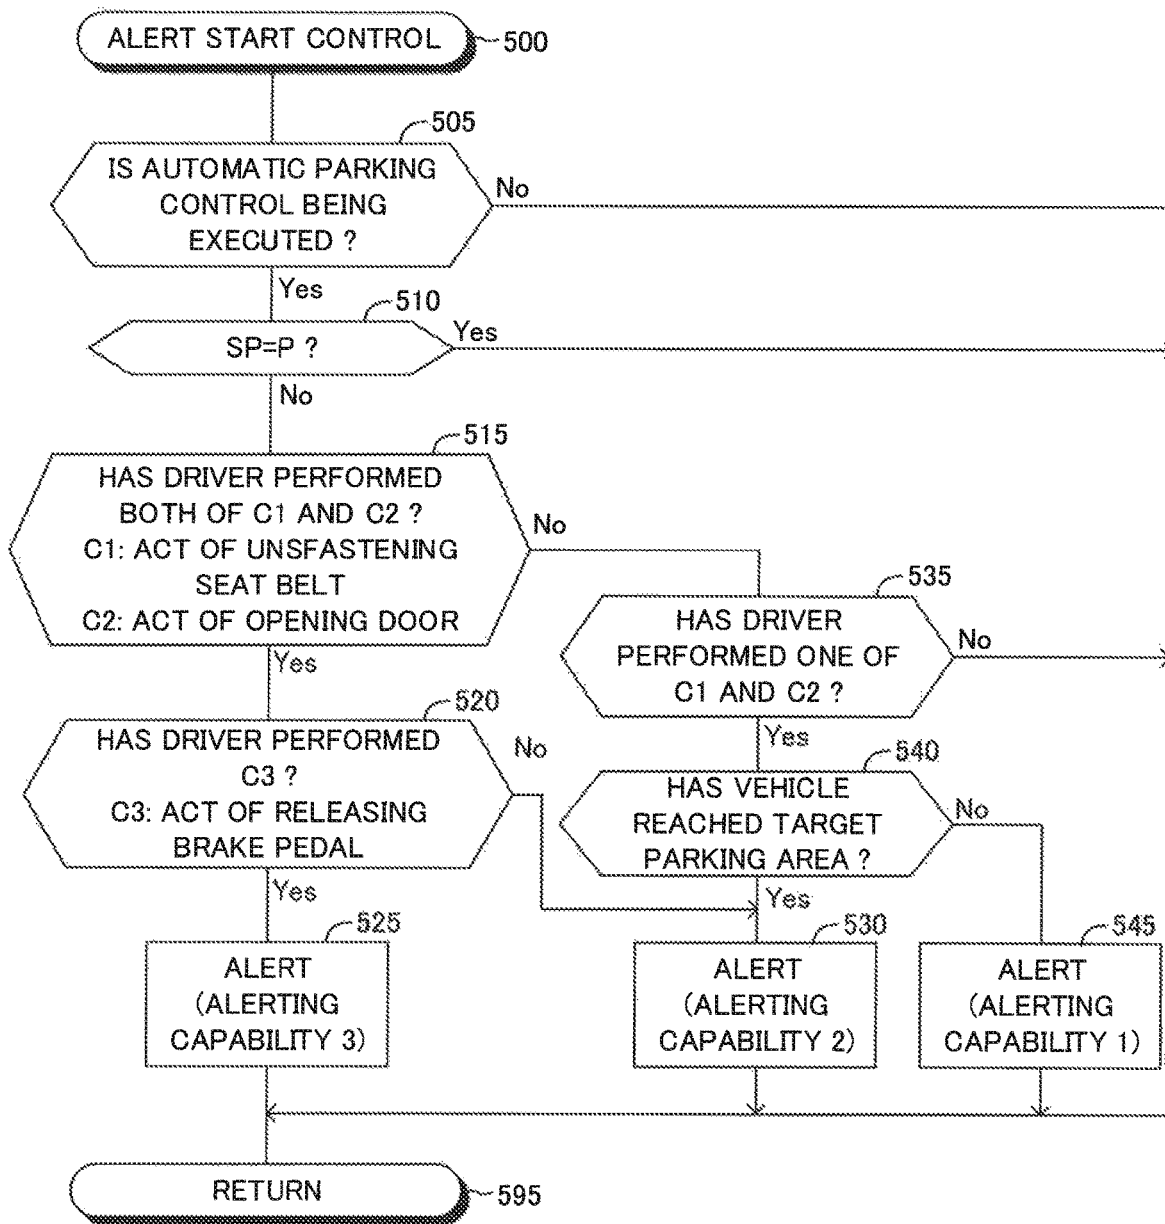 ALERT START CONTROL
500
505
IS AUTOMATIC PARKING
CONTROL BEING
EXECUTED ?
No
Yes
510
SP=P ?
Yes
No
515
HAS DRIVER PERFORMED
BOTH OF C1 AND C2 ?
C1: ACT OF UNSFASTENING
SEAT BELT
C2: ACT OF OPENING DOOR
No
Yes
535
HAS DRIVER
PERFORMED ONE OF
C1 AND C2 ?
No
Yes
520
HAS DRIVER PERFORMED
C3 ?
C3: ACT OF RELEASING
BRAKE PEDAL
No
Yes
540
HAS VEHICLE
REACHED TARGET
PARKING AREA ?
No
Yes
525
ALERT
(ALERTING
CAPABILITY 3)
530
ALERT
(ALERTING
CAPABILITY 2)
545
ALERT
(ALERTING
CAPABILITY 1)
RETURN
595